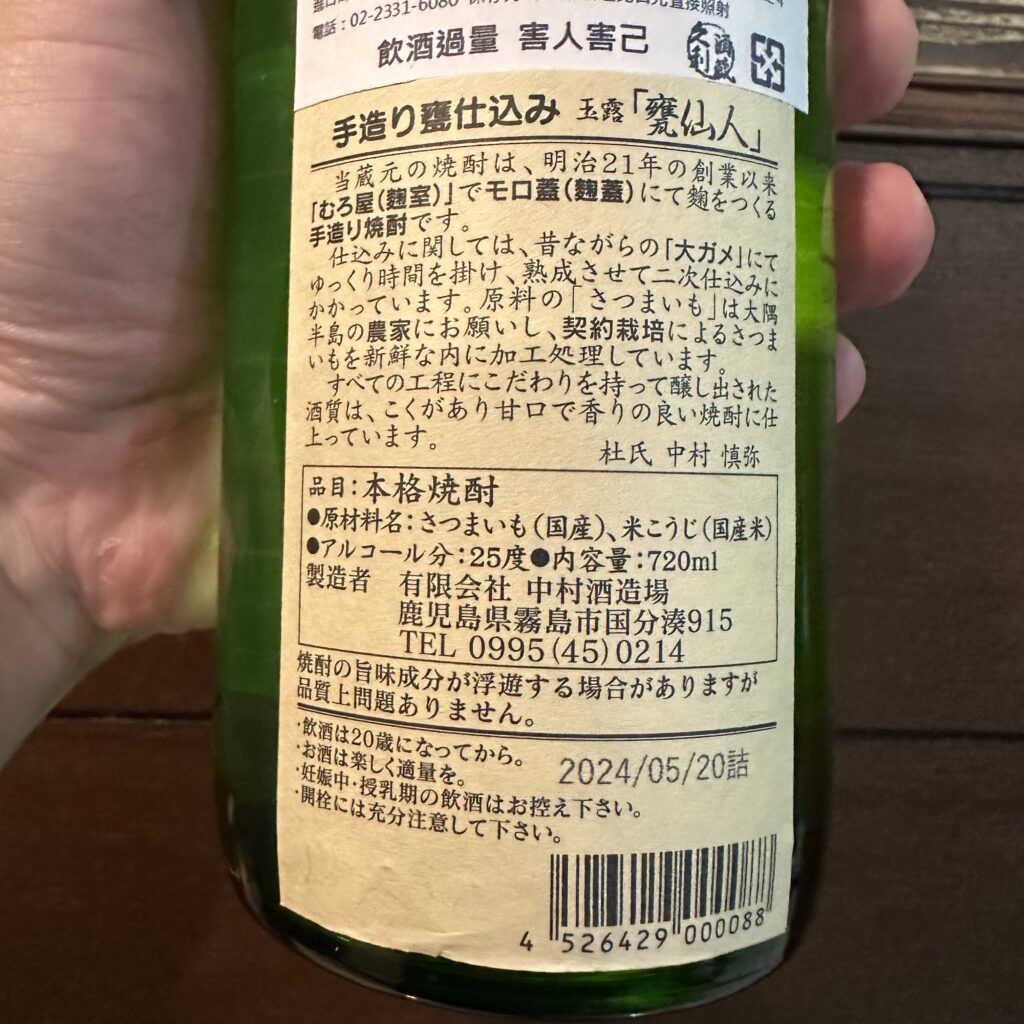 電話：02-2331-6080
直接照射
飲酒過量 害人害己
手造り甕仕込み 玉露「甕仙人」
当蔵元の焼酎は、明治21年の創業以来
「むろ屋(麹室)」でモロ蓋(麹蓋)にて麹をつくる
手造り焼酎です。
仕込みに関しては、昔ながらの「大ガメ」にて
ゆっくり時間を掛け、熟成させて二次仕込みに
かかっています。原料の「さつまいも」は大隅
半島の農家にお願いし、契約栽培によるさつま
いもを新鮮な内に加工処理しています。
すべての工程にこだわりを持って醸し出された
酒質は、こくがあり甘口で香りの良い焼酎に仕
上っています。
杜氏 中村 慎弥
品目：本格焼酎
●原材料名：さつまいも(国産)、米こうじ(国産米)
●アルコール分：25度●内容量：720ml
製造者 有限会社 中村酒造場
鹿児島県霧島市国分湊915
TEL 0995(45)0214
焼酎の旨味成分が浮遊する場合がありますが
品質上問題ありません。
・飲酒は20歳になってから。
・お酒は楽しく適量を。
・妊娠中・授乳期の飲酒はお控え下さい。
・開栓には充分注意して下さい。
2024/05/20詰
4 526429 000088